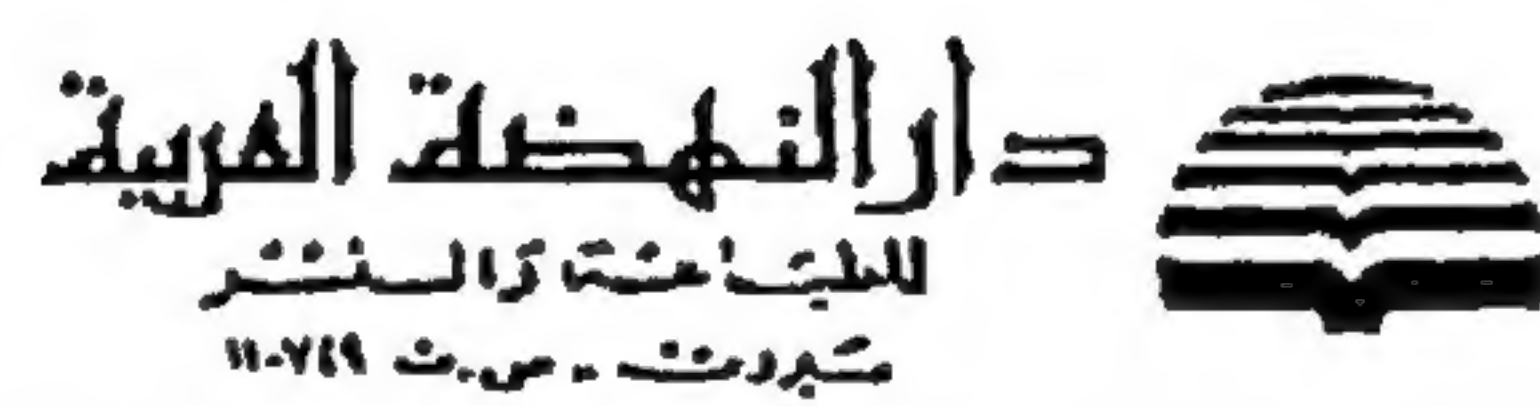 دار النهضة العربية
للطباعة والنشر
بيروت - ص.ب ٧٤٩-١١